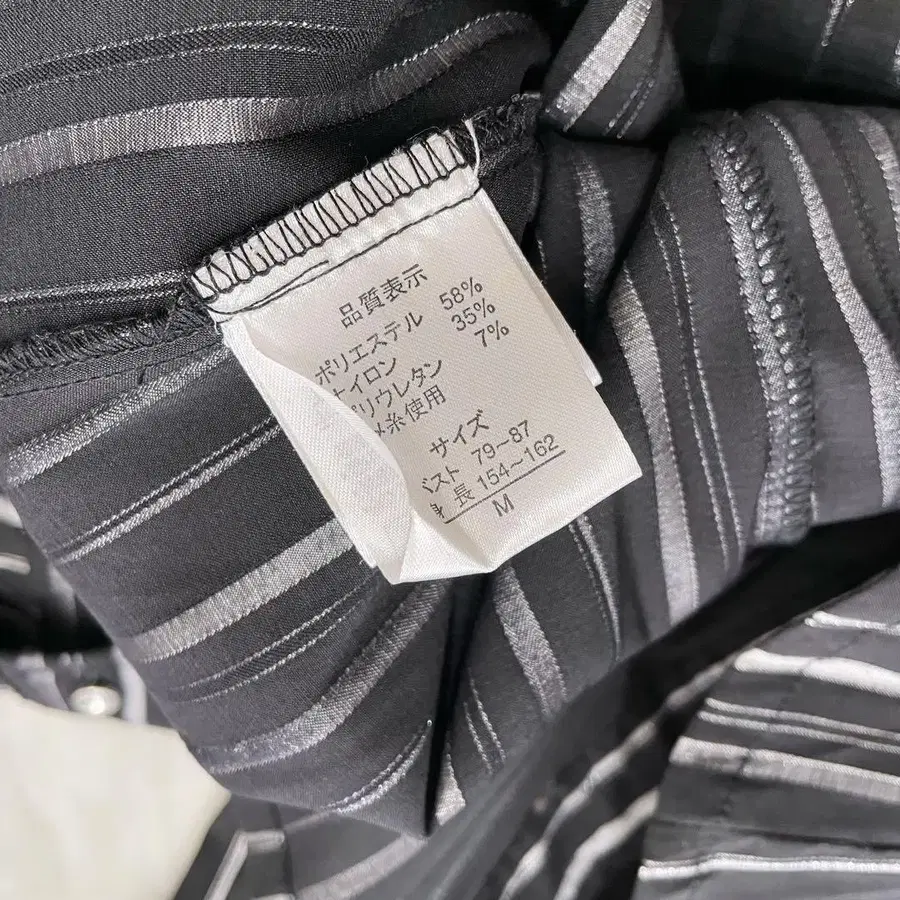 品質表示
ポリエステル 58%
ナイロン 35%
ポリウレタン 7%
メ糸使用
サイズ
バスト 79~87
身長 154~162
M